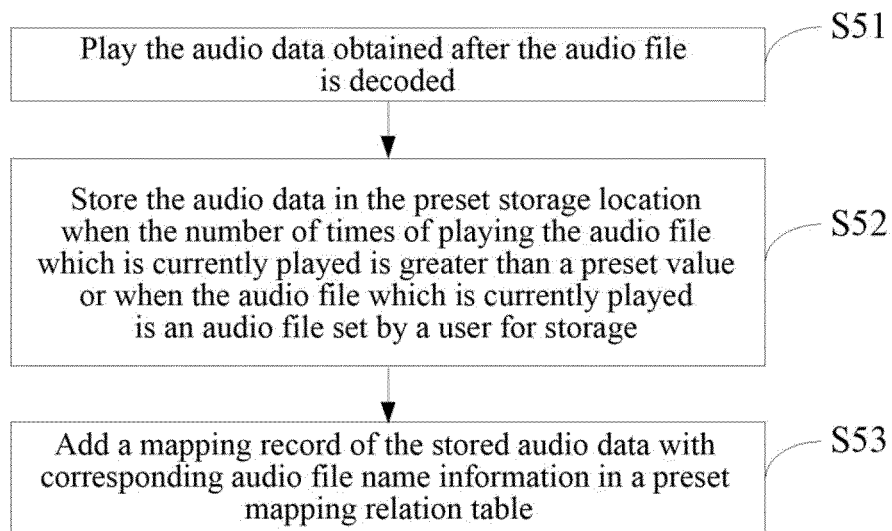 S51
Play the audio data obtained after the audio file
is decoded
Store the audio data in the preset storage location
when the number of times of playing the audio file
which is currently played is greater than a preset value
or when the audio file which is currently played
is an audio file set by a user for storage
S52
Add a mapping record of the stored audio data with
corresponding audio file name information in a preset
mapping relation table
S53